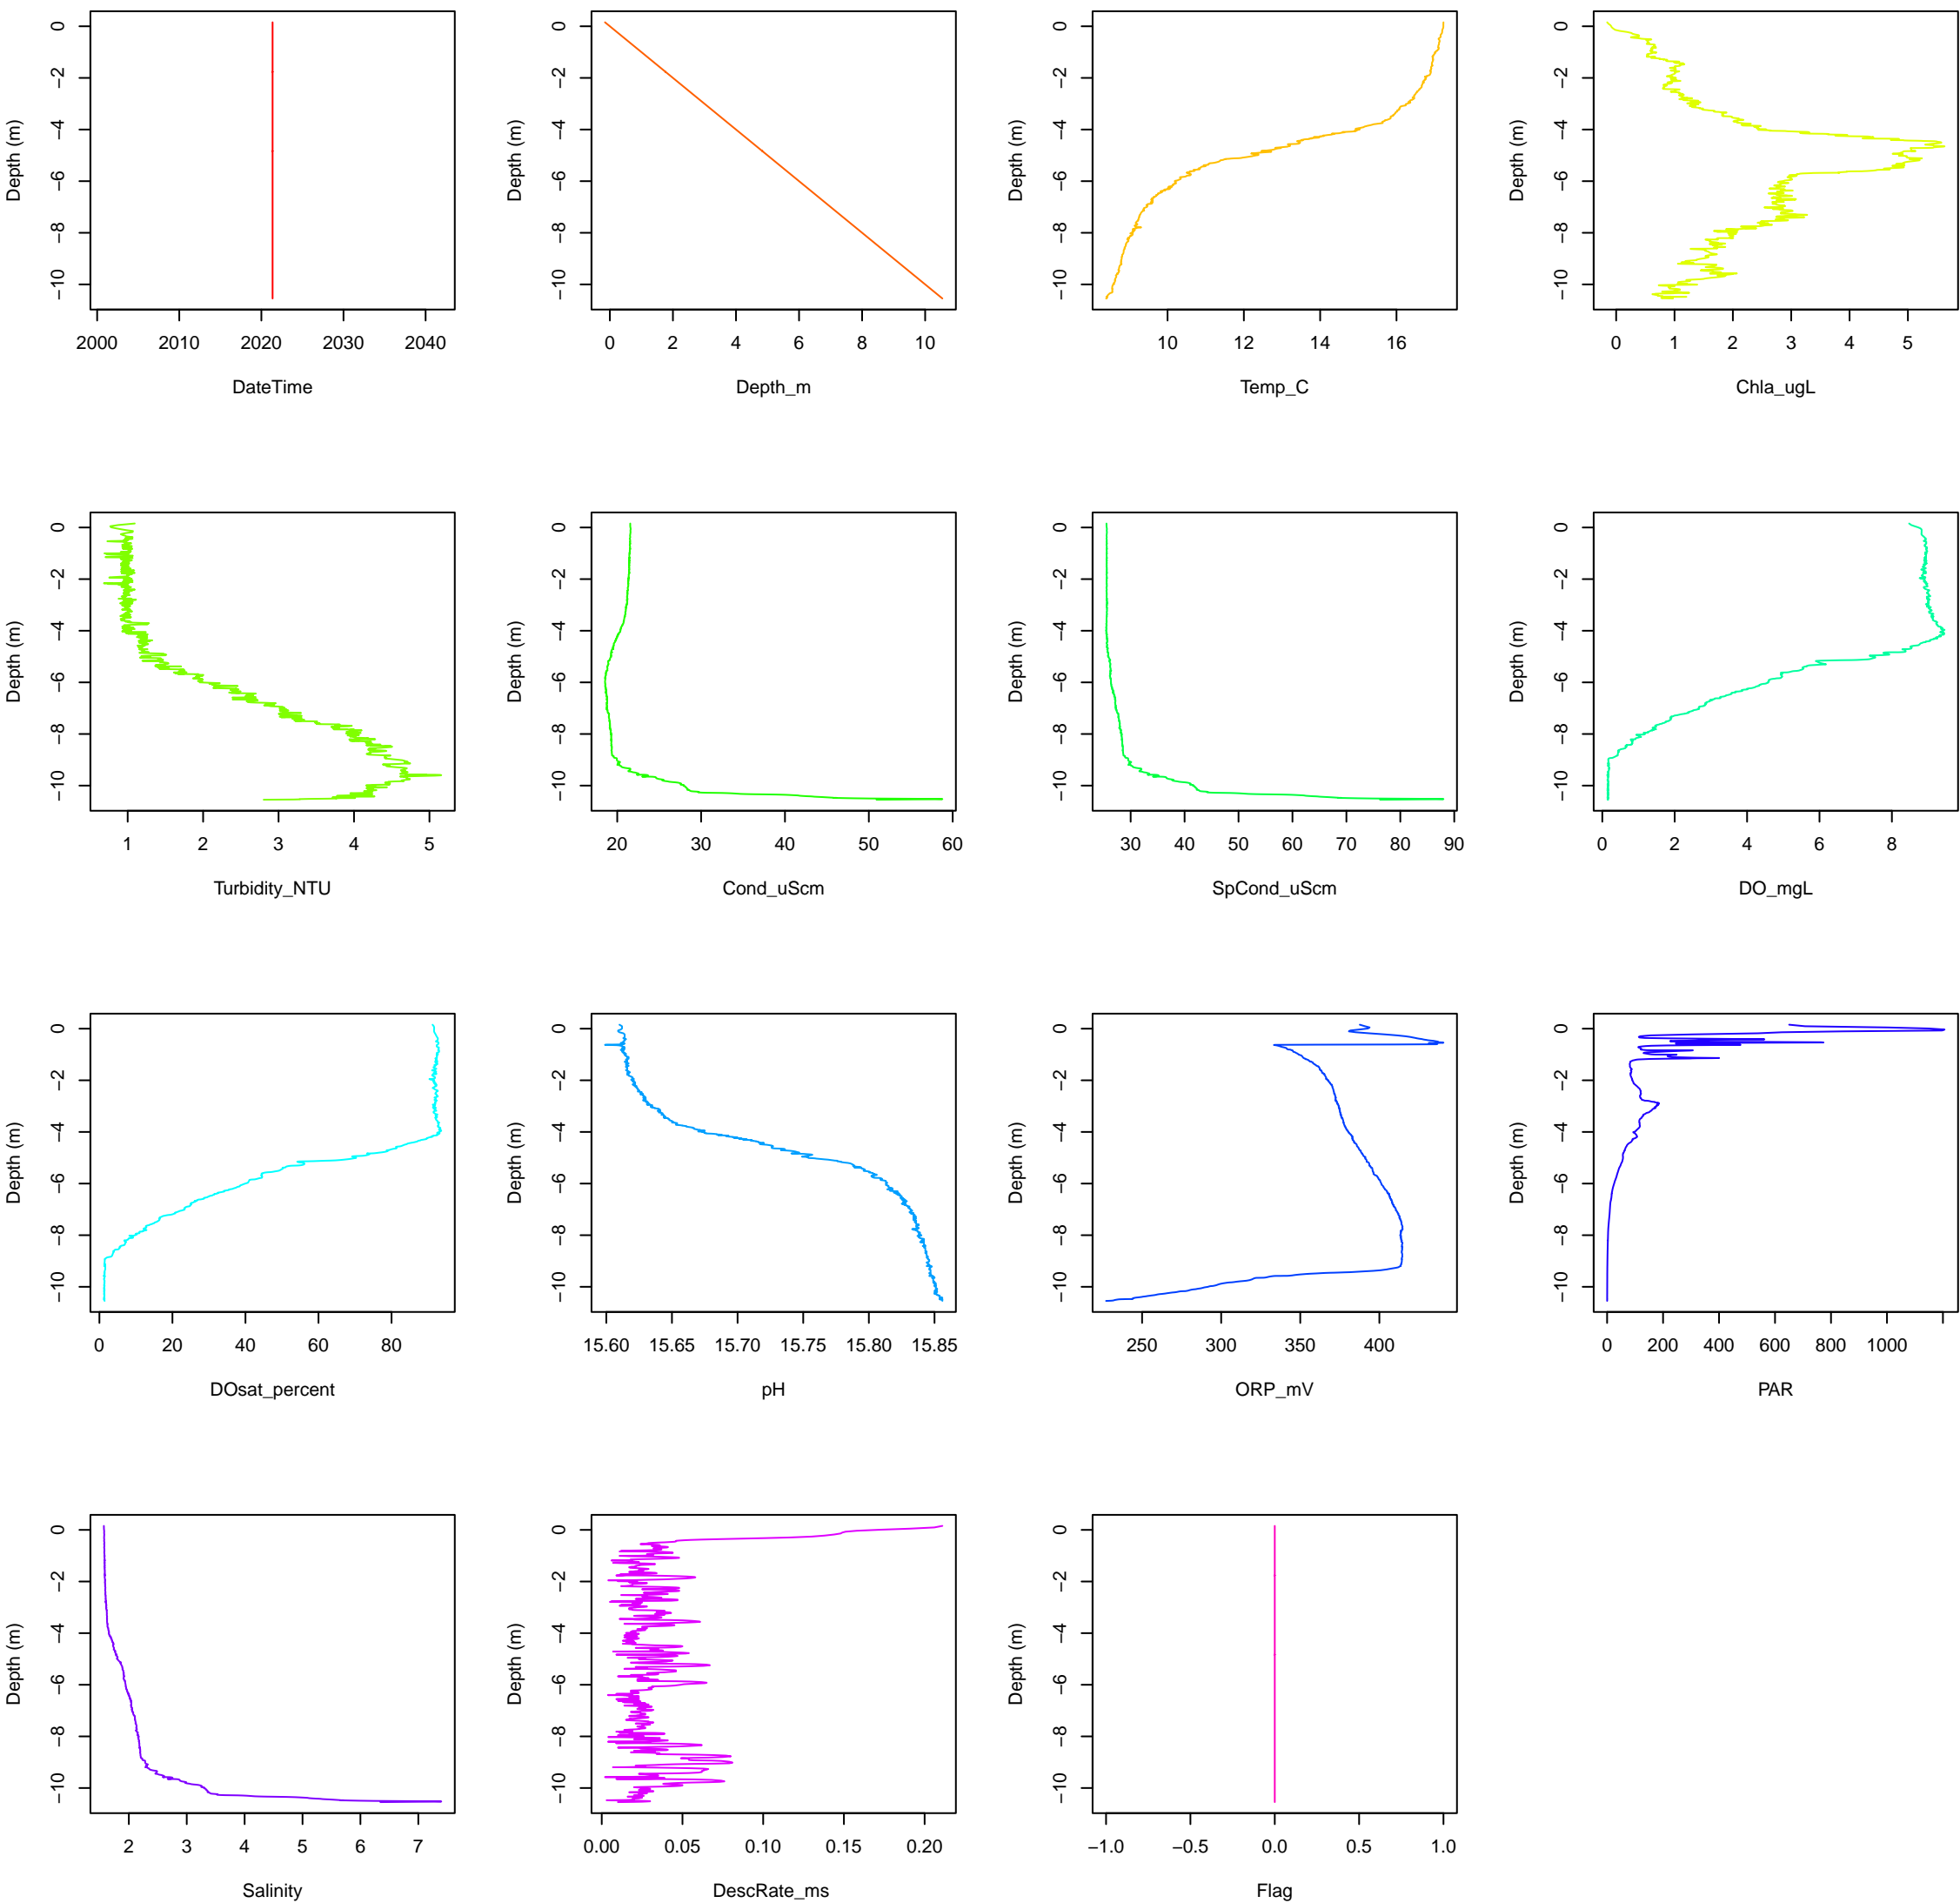 Depth (m)
0
−2
−4
−6
−8
−10
2000 2010 2020 2030 2040
DateTime
Depth (m)
0
−2
−4
−6
−8
−10
0 2 4 6 8 10
Depth_m
Depth (m)
0
−2
−4
−6
−8
−10
10 12 14 16
Temp_C
Depth (m)
0
−2
−4
−6
−8
−10
0 1 2 3 4 5
Chla_ugL
Depth (m)
0
−2
−4
−6
−8
−10
1 2 3 4 5
Turbidity_NTU
Depth (m)
0
−2
−4
−6
−8
−10
20 30 40 50 60
Cond_uScm
Depth (m)
0
−2
−4
−6
−8
−10
30 40 50 60 70 80 90
SpCond_uScm
Depth (m)
0
−2
−4
−6
−8
−10
0 2 4 6 8
DO_mgL
Depth (m)
0
−2
−4
−6
−8
−10
0 20 40 60 80
DOsat_percent
Depth (m)
0
−2
−4
−6
−8
−10
15.60 15.65 15.70 15.75 15.80 15.85
pH
Depth (m)
0
−2
−4
−6
−8
−10
250 300 350 400
ORP_mV
Depth (m)
0
−2
−4
−6
−8
−10
0 200 400 600 800 1000
PAR
Depth (m)
0
−2
−4
−6
−8
−10
2 3 4 5 6 7
Salinity
Depth (m)
0
−2
−4
−6
−8
−10
0.00 0.05 0.10 0.15 0.20
DescRate_ms
Depth (m)
0
−2
−4
−6
−8
−10
−1.0 −0.5 0.0 0.5 1.0
Flag